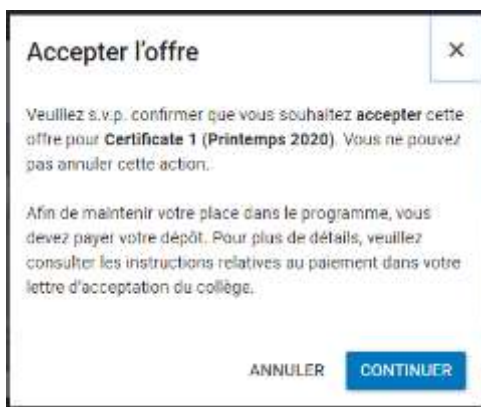 Accepter l'offre ×
Veuillez s.v.p. confirmer que vous souhaitez accepter cette
offre pour Certificate 1 (Printemps 2020). Vous ne pouvez
pas annuler cette action.
Afin de maintenir votre place dans le programme, vous
devez payer votre dépôt. Pour plus de détails, veuillez
consulter les instructions relatives au paiement dans votre
lettre d'acceptation du collège.
ANNULER CONTINUER